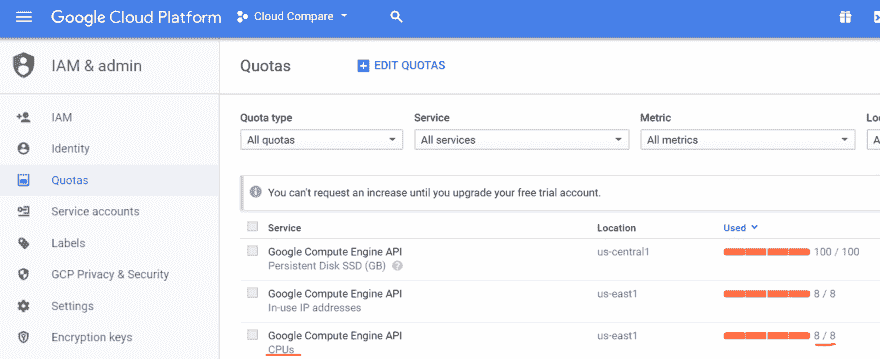 Google Cloud Platform
Cloud Compare
IAM & admin
IAM
Identity
Quotas
Service accounts
Labels
GCP Privacy & Security
Settings
Encryption keys
Quotas
EDIT QUOTAS
Quota type
Service
Metric
All quotas
All services
All metrics
You can't request an increase until you upgrade your free trial account.
Service
Location
Used
Google Compute Engine API
us-central1
100 / 100
Persistent Disk SSD (GB)
Google Compute Engine API
us-east1
8 / 8
In-use IP addresses
Google Compute Engine API
us-east1
8 / 8
CPUs